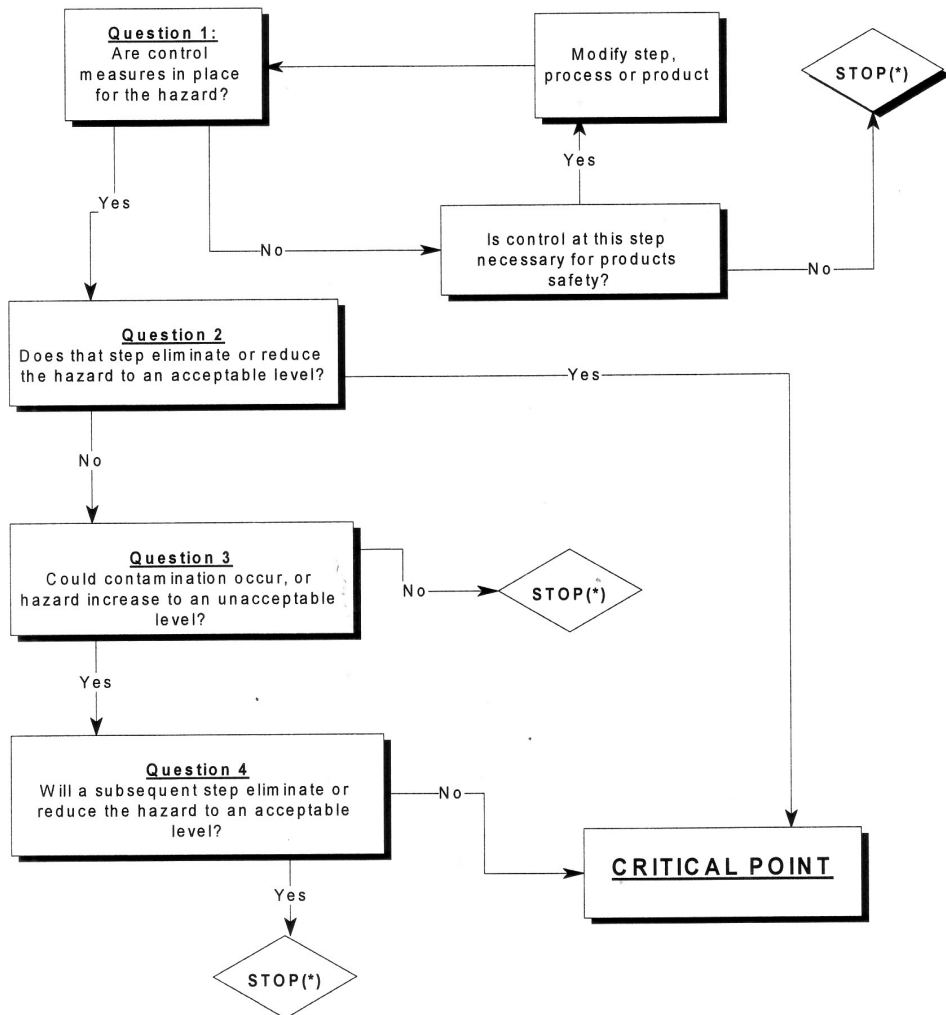 Question 1:
Are control
measures in place
for the hazard?
Modify step,
process or product
STOP(*)
Yes
Yes
No
Is control at this step
necessary for products
safety?
No
Question 2
Does that step eliminate or reduce
the hazard to an acceptable level?
Yes
No
Question 3
Could contamination occur, or
hazard increase to an unacceptable
level?
No
STOP(*)
Yes
Question 4
Will a subsequent step eliminate or
reduce the hazard to an acceptable
level?
No
CRITICAL POINT
Yes
STOP(*)